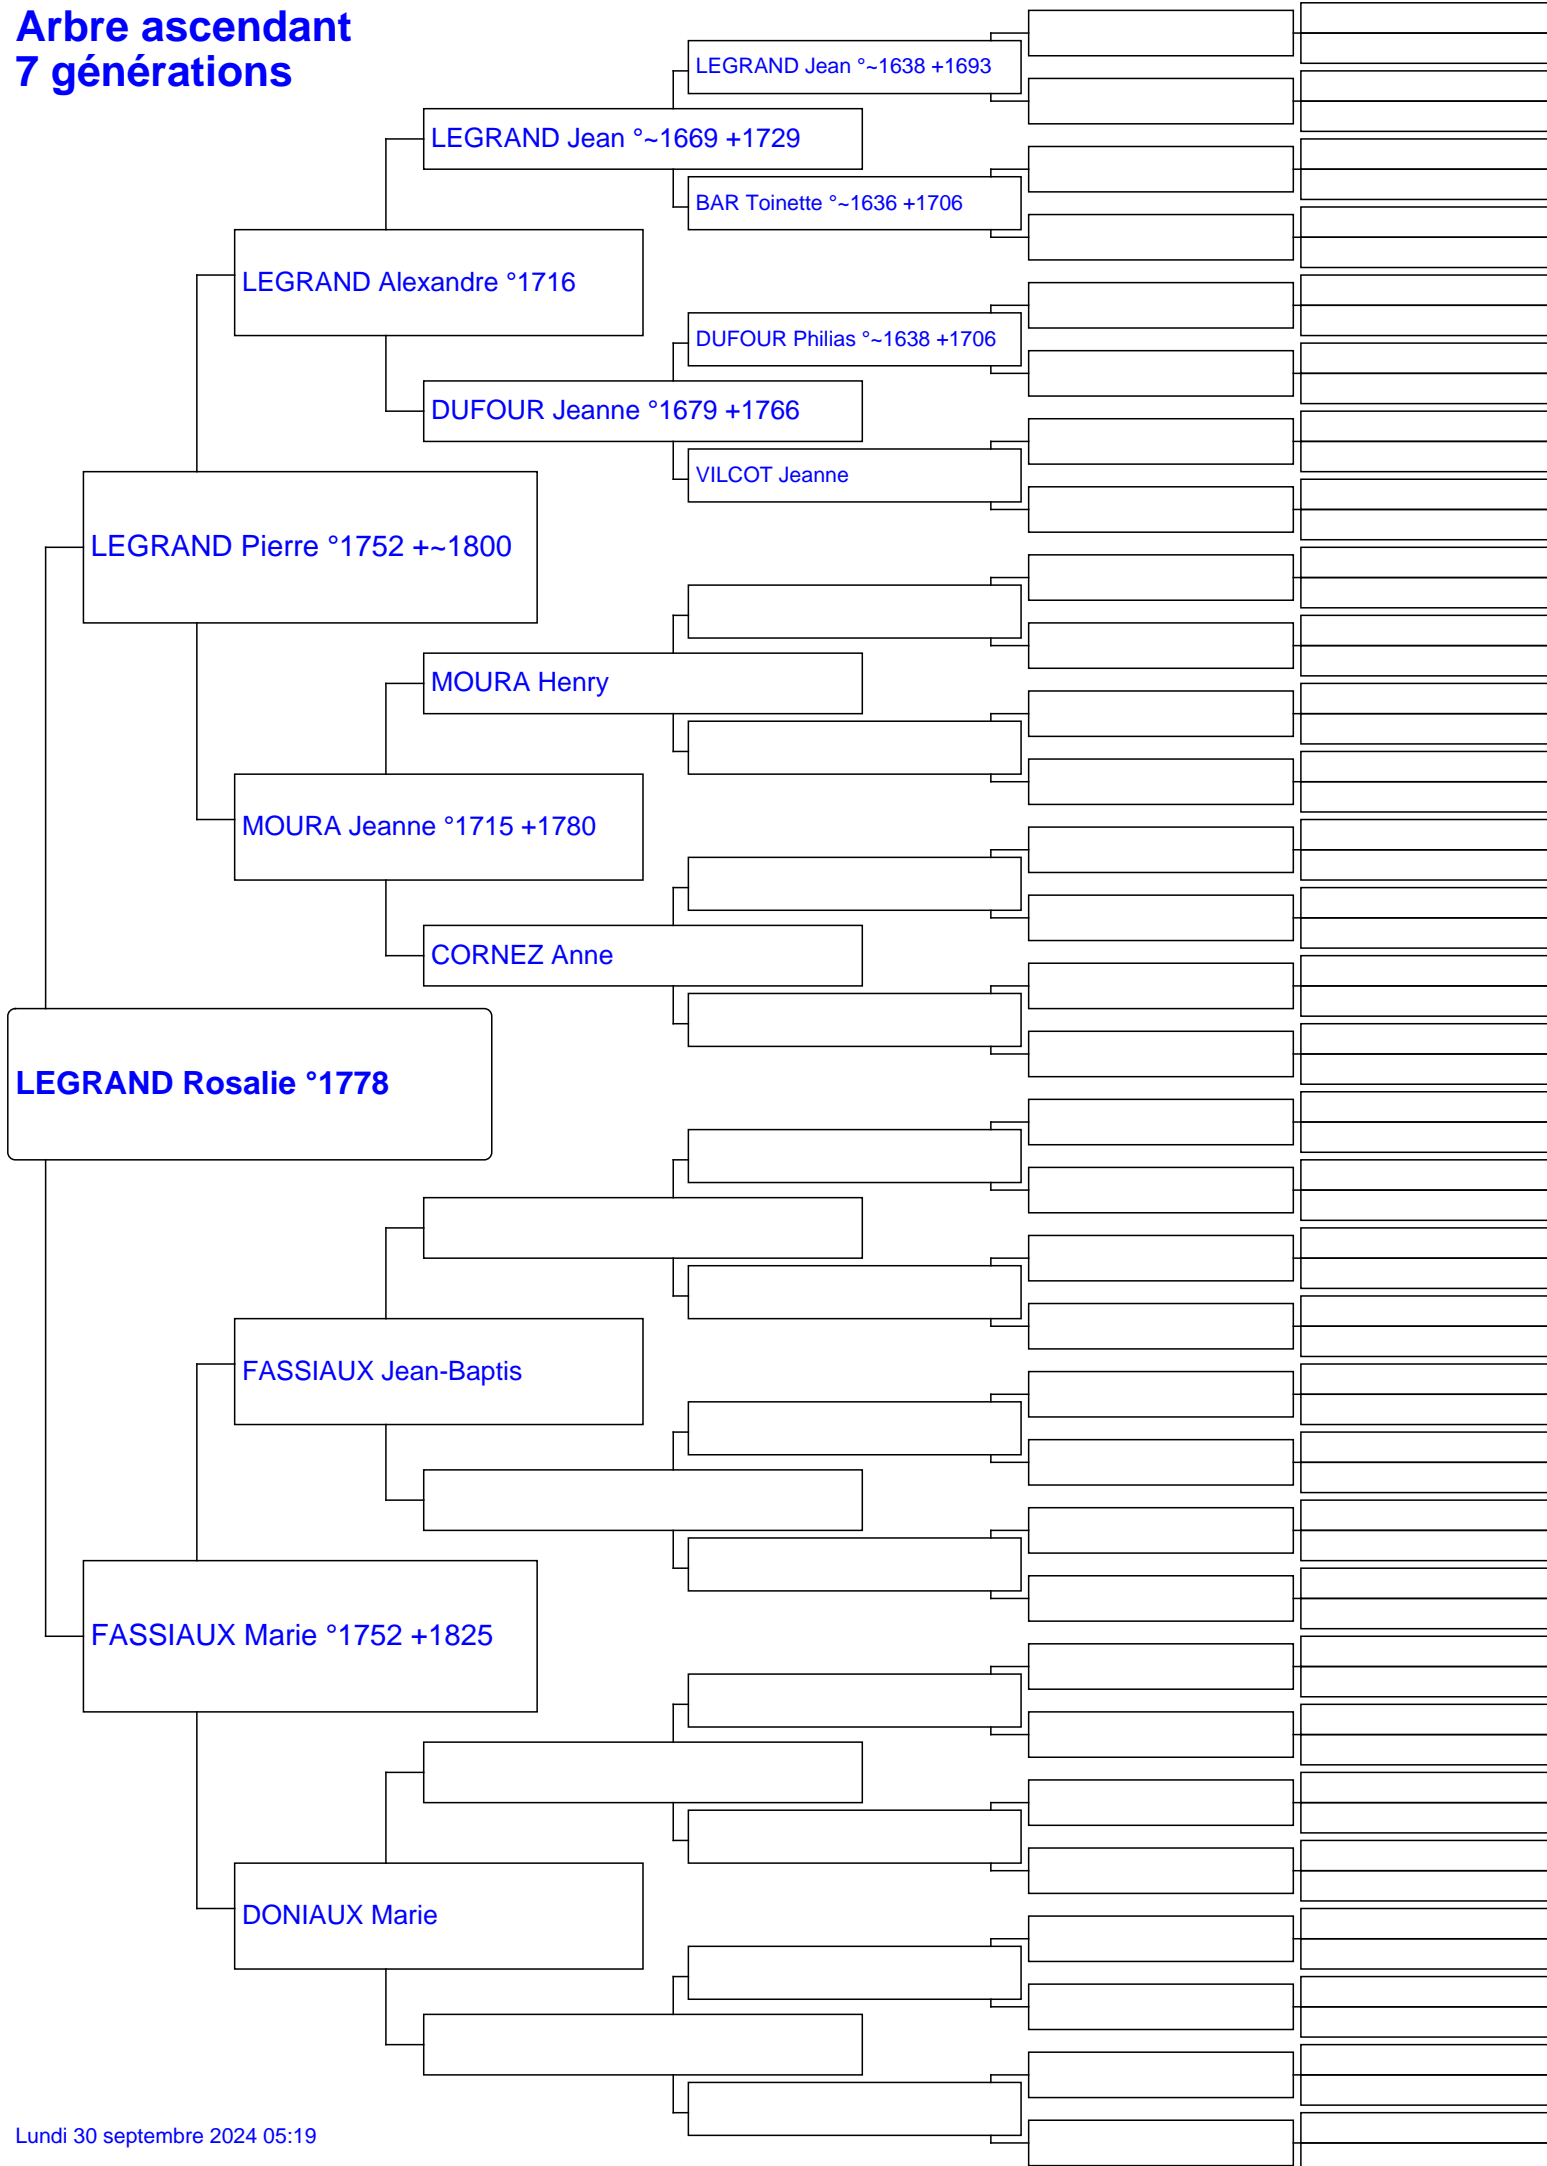 Arbre ascendant
7 générations
LEGRAND Jean °~1638 +1693
LEGRAND Jean °~1669 +1729
BAR Toinette °~1636 +1706
LEGRAND Alexandre °1716
DUFOUR Philias °~1638 +1706
DUFOUR Jeanne °1679 +1766
VILCOT Jeanne
LEGRAND Pierre °1752 +~1800
MOURA Henry
MOURA Jeanne °1715 +1780
CORNEZ Anne
LEGRAND Rosalie °1778
FASSIAUX Jean-Baptis
FASSIAUX Marie °1752 +1825
DONIAUX Marie
Lundi 30 septembre 2024 05:19